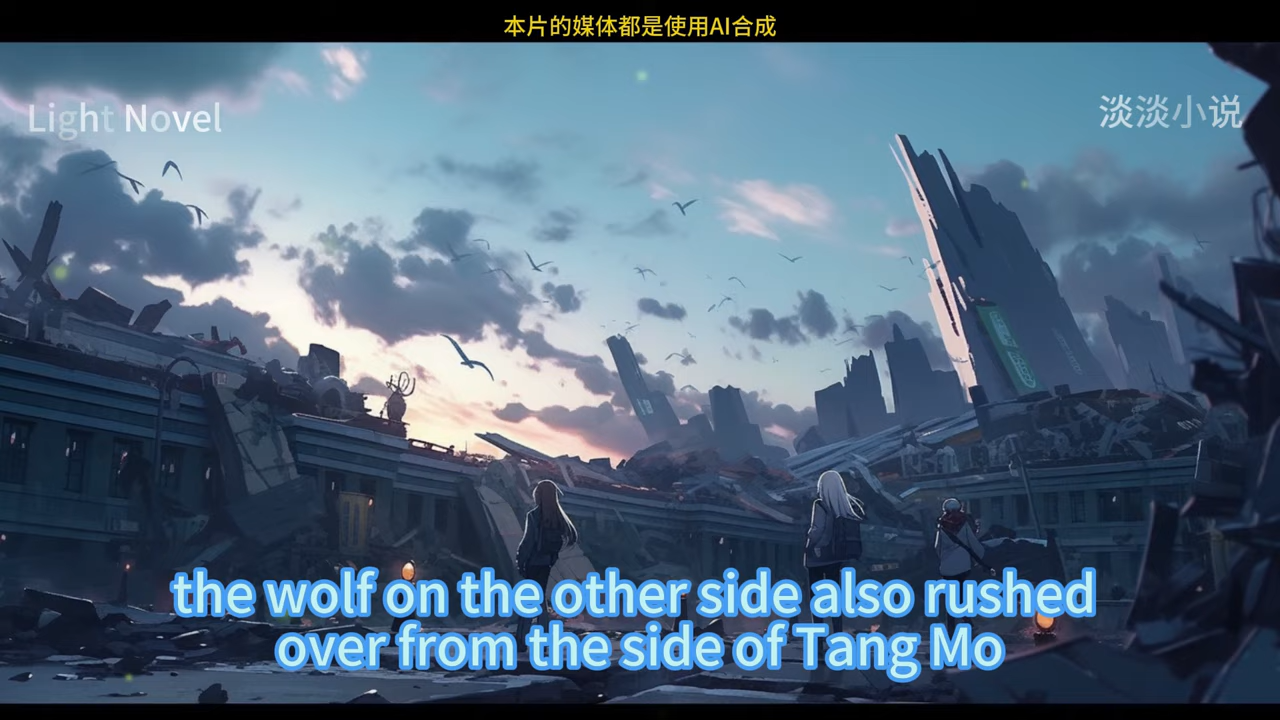 本片的媒体都是使用AI合成
Light Novel
淡淡小说
the wolf on the other side also rushed
over from the side of Tang Mo